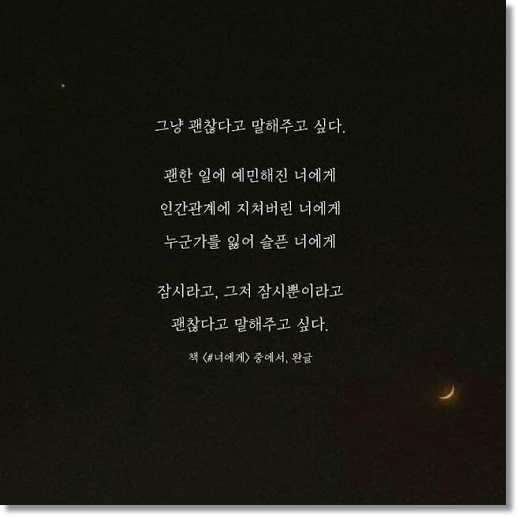 그냥 괜찮다고 말해주고 싶다.
괜한 일에 예민해진 너에게
인간관계에 지쳐버린 너에게
누군가를 잃어 슬픈 너에게
잠시라고, 그저 잠시뿐이라고
괜찮다고 말해주고 싶다.
책 <#너에게> 중에서, 완글